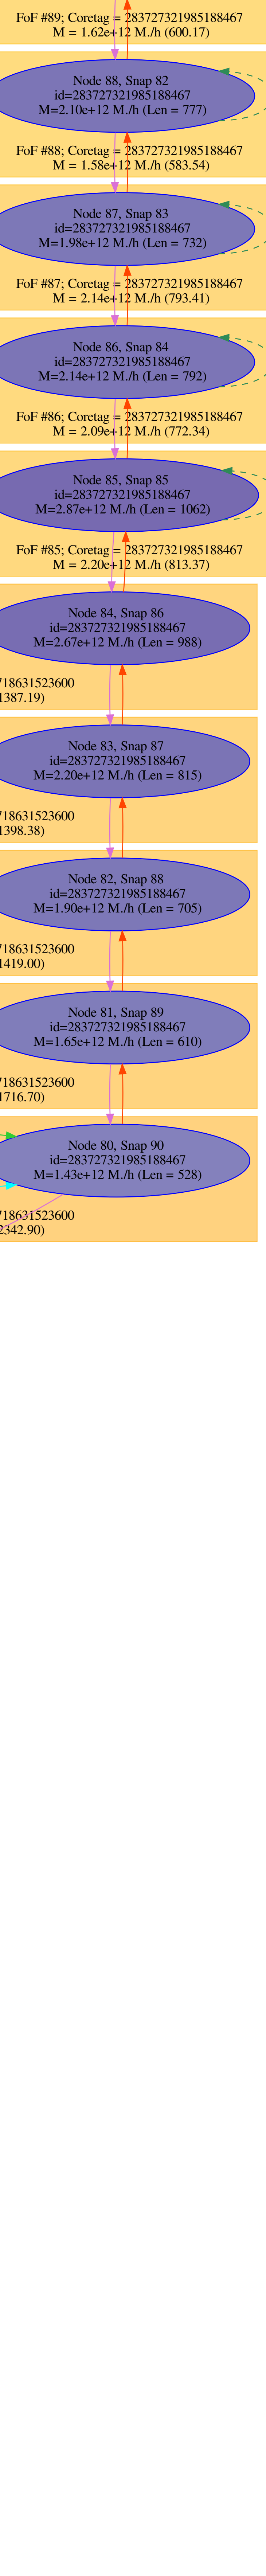 FoF #89; Coretag = 283727321985188467
M = 1.62e+12 M./h (600.17)
Node 88, Snap 82
id=283727321985188467
M=2.10e+12 M./h (Len = 777)
FoF #88; Coretag = 283727321985188467
M = 1.58e+12 M./h (583.54)
Node 87, Snap 83
id=283727321985188467
M=1.98e+12 M./h (Len = 732)
FoF #87; Coretag = 283727321985188467
M = 2.14e+12 M./h (793.41)
Node 86, Snap 84
id=283727321985188467
M=2.14e+12 M./h (Len = 792)
FoF #86; Coretag = 283727321985188467
M = 2.09e+12 M./h (772.34)
Node 85, Snap 85
id=283727321985188467
M=2.87e+12 M./h (Len = 1062)
FoF #85; Coretag = 283727321985188467
M = 2.20e+12 M./h (813.37)
Node 84, Snap 86
id=283727321985188467
M=2.67e+12 M./h (Len = 988)
718631523600
1387.19)
Node 83, Snap 87
id=283727321985188467
M=2.20e+12 M./h (Len = 815)
718631523600
1398.38)
Node 82, Snap 88
id=283727321985188467
M=1.90e+12 M./h (Len = 705)
718631523600
1419.00)
Node 81, Snap 89
id=283727321985188467
M=1.65e+12 M./h (Len = 610)
718631523600
1716.70)
Node 80, Snap 90
id=283727321985188467
M=1.43e+12 M./h (Len = 528)
718631523600
2342.90)